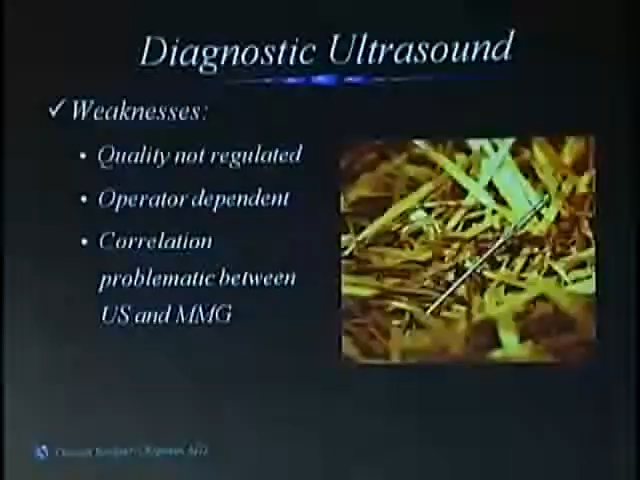 Diagnostic Ultrasound
✓ Weaknesses:
• Quality not regulated
• Operator dependent
• Correlation
problematic between
US and MMG